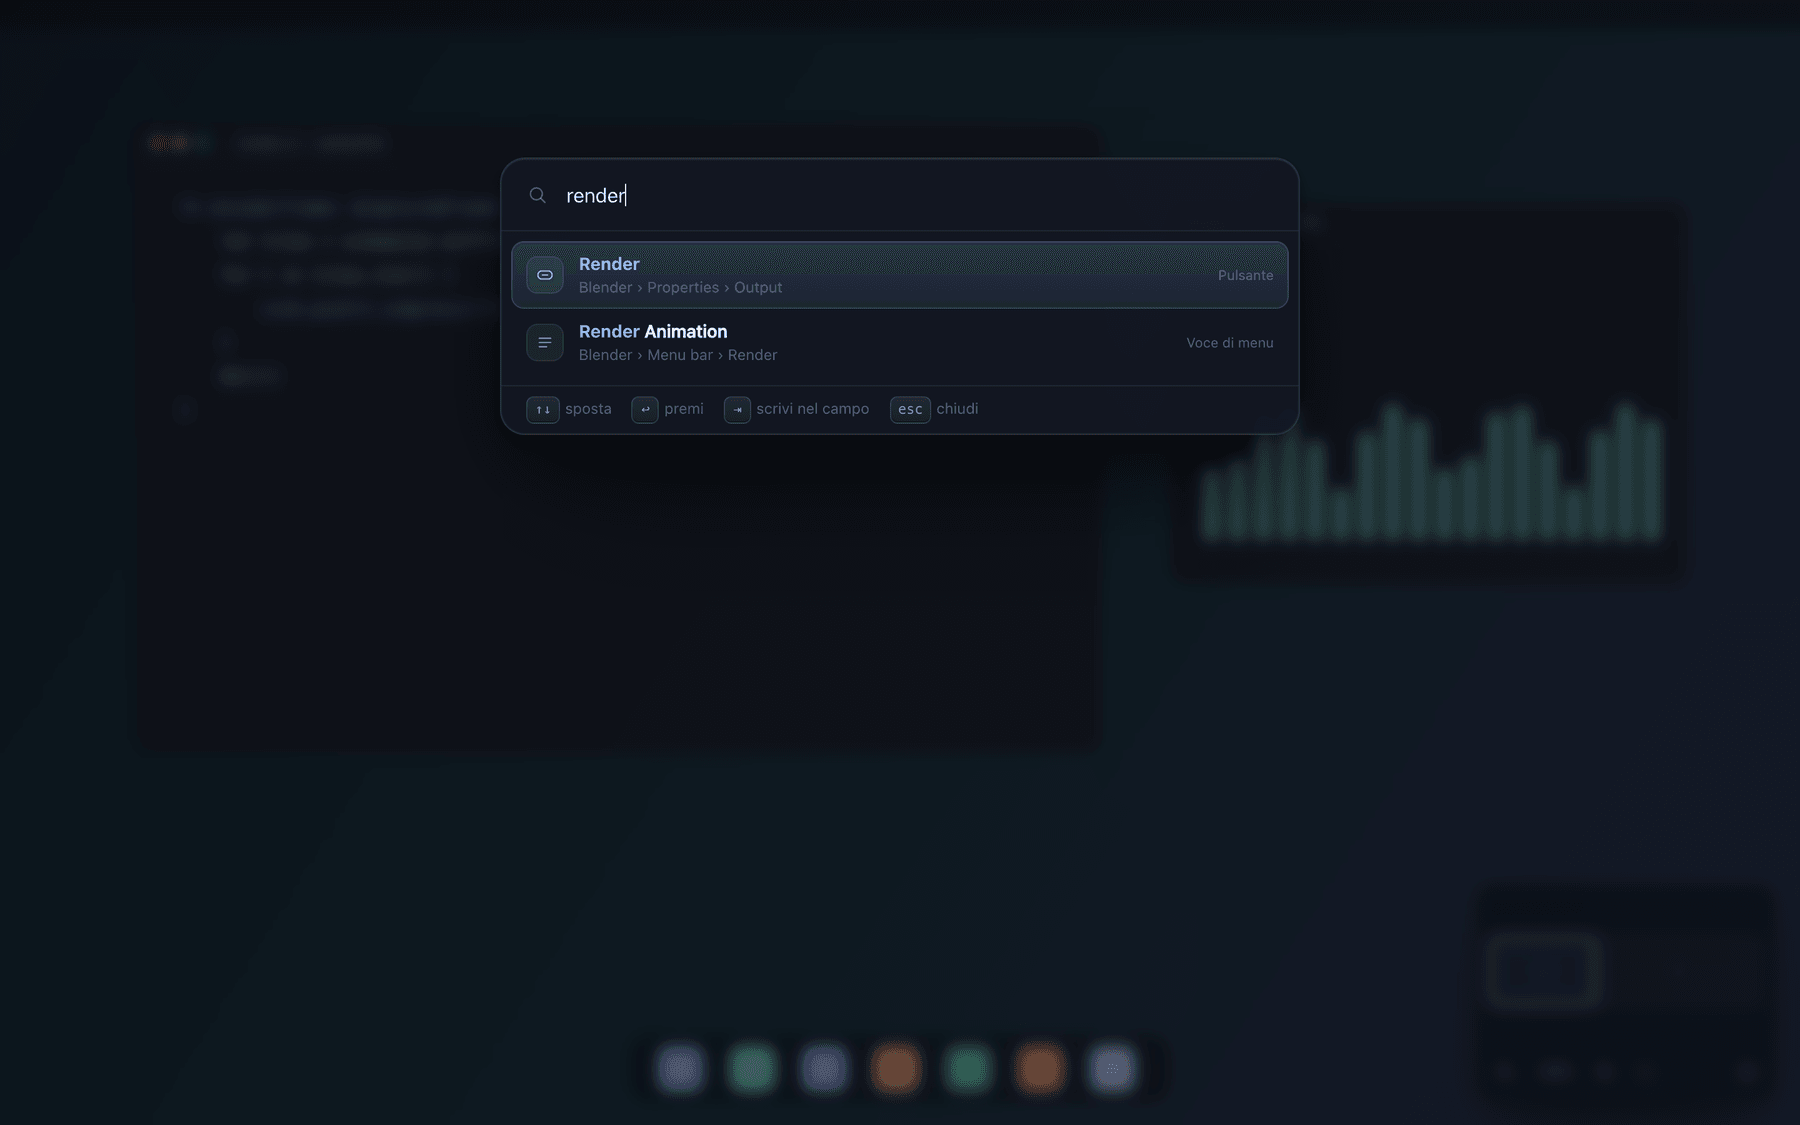 render
Render
Blender › Properties › Output
Pulsante
Render Animation
Blender › Menu bar › Render
Voce di menu
↑↓ sposta ↩ premi ⇥ scrivi nel campo esc chiudi